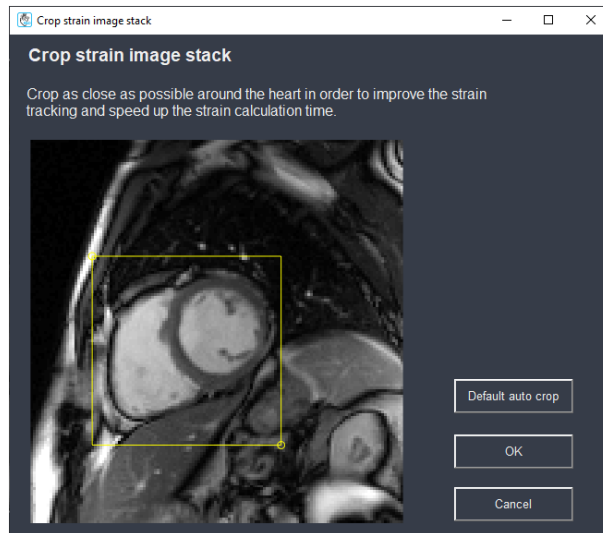 Crop strain image stack
Crop strain image stack
Crop as close as possible around the heart in order to improve the strain
tracking and speed up the strain calculation time.
Default auto crop
OK
Cancel